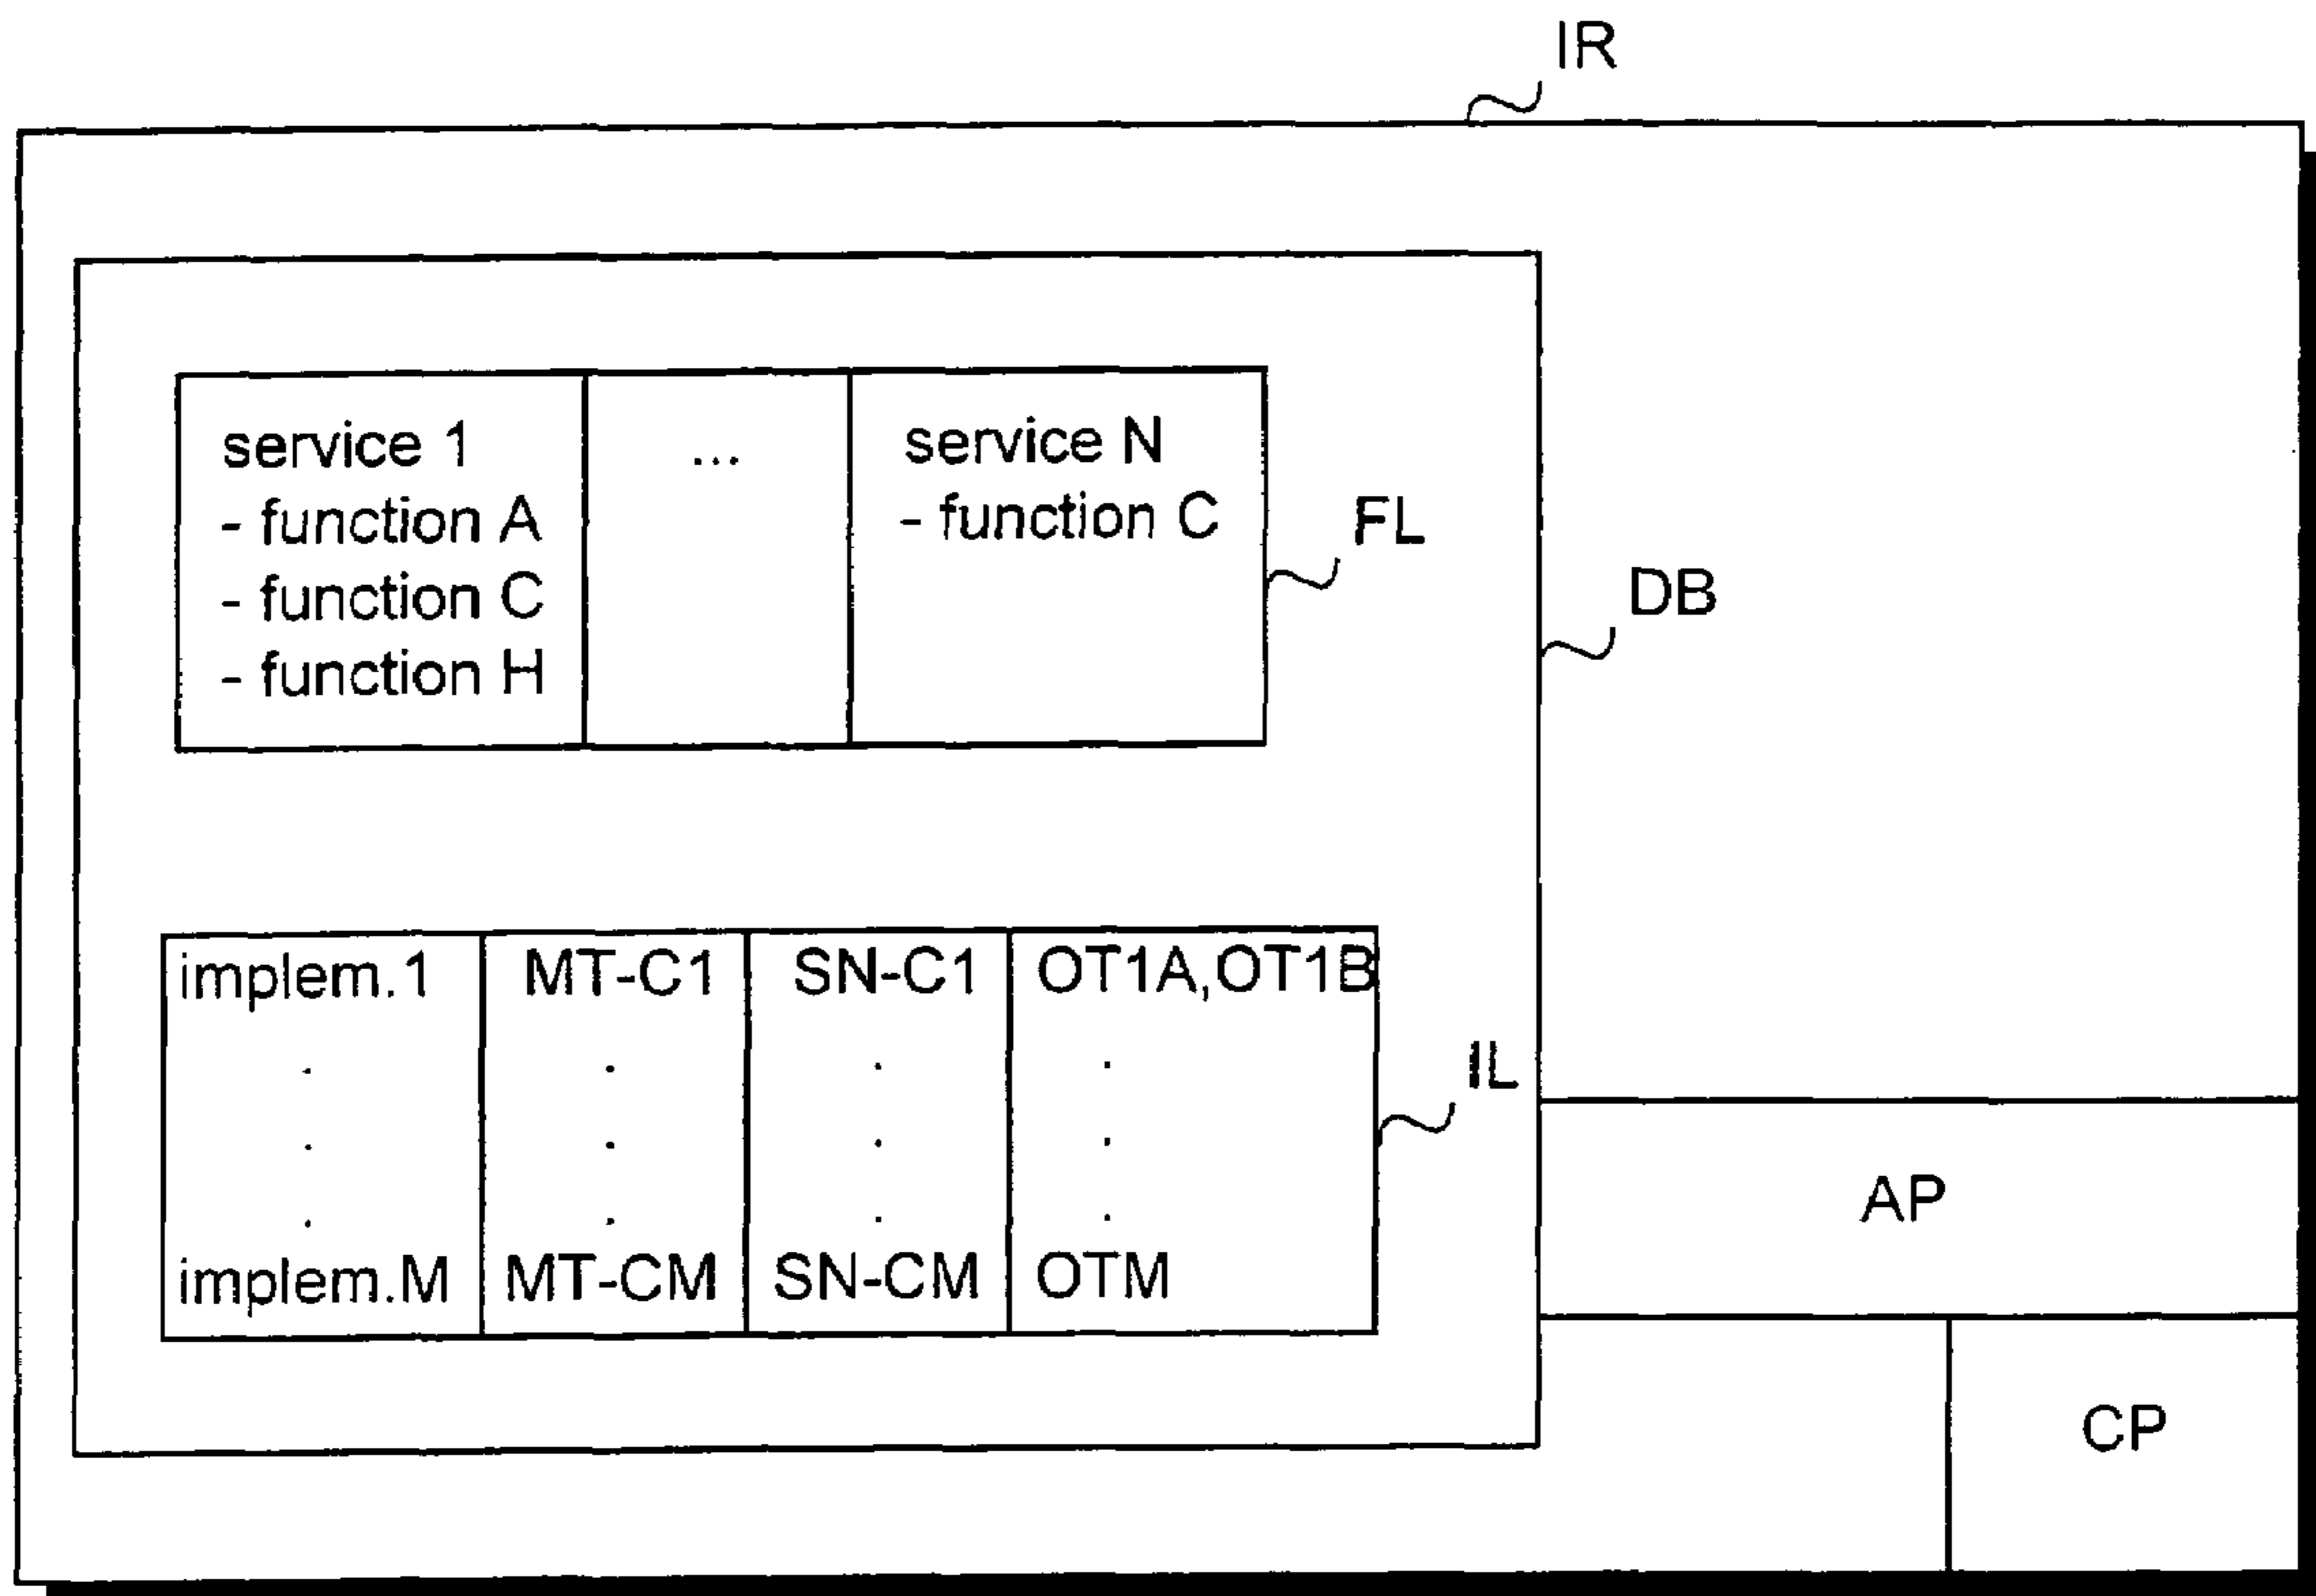 IR
service 1
- function A
- function C
- function H
...
service N
- function C
FL
DB
implem.1 MT-C1 SN-C1 OT1A,OT1B
. . . .
. . . .
. . . .
implem.M MT-CM SN-CM OTM
IL
AP
CP